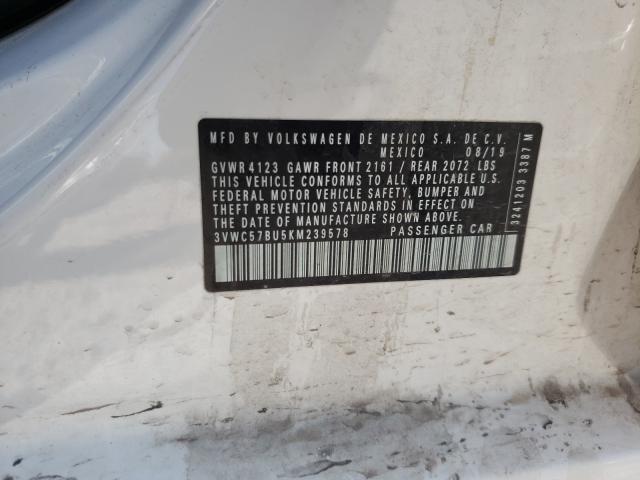 MFD BY VOLKSWAGEN DE MEXICO S.A. DE C.V.
MEXICO 08/19
GVWR 4123 GAWR FRONT 2161 / REAR 2072 LBS
THIS VEHICLE CONFORMS TO ALL APPLICABLE U.S.
FEDERAL MOTOR VEHICLE SAFETY, BUMPER AND
THEFT PREVENTION STANDARDS IN EFFECT ON
THE DATE OF MANUFACTURE SHOWN ABOVE.
3VWC57BU5KM239578 PASSENGER CAR
3241203 3387 M